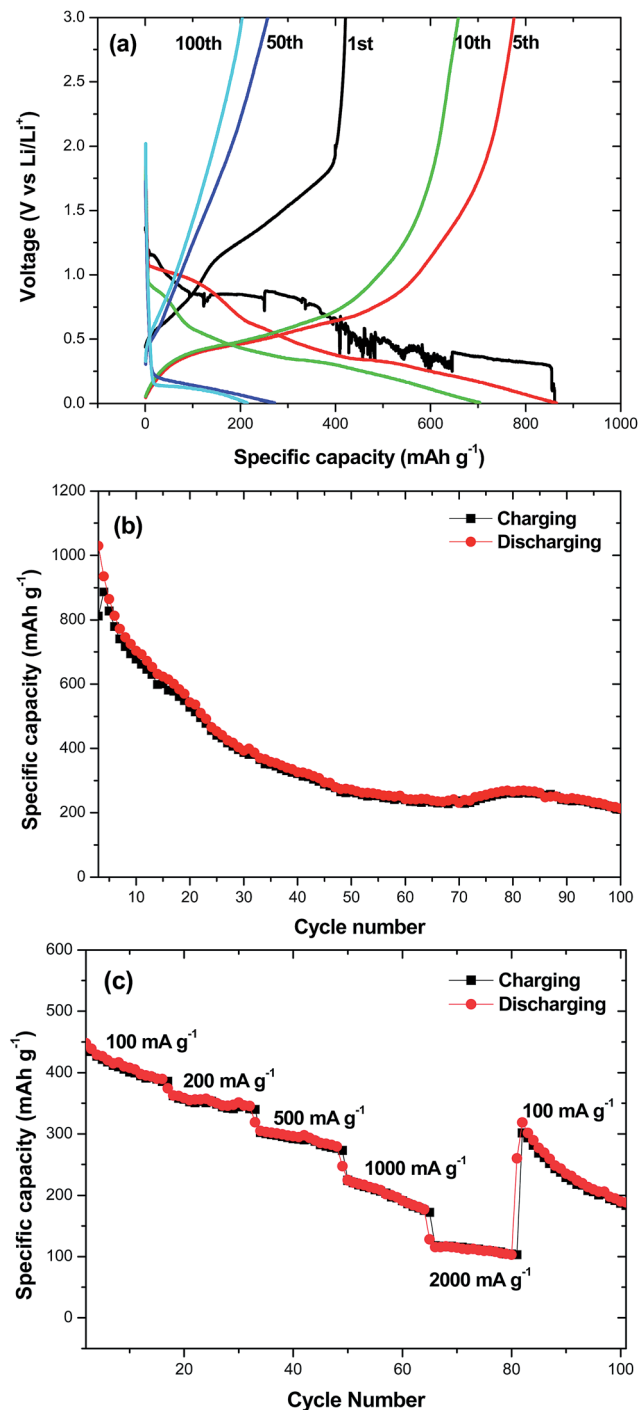 (a)
100th 50th 1st 10th 5th
3.0
2.5
2.0
1.5
1.0
0.5
0.0
Voltage (V vs Li/Li⁺)
0 200 400 600 800 1000
Specific capacity (mAh g⁻¹)
(b)
Charging
Discharging
1200
1000
800
600
400
200
0
Specific capacity (mAh g⁻¹)
10 20 30 40 50 60 70 80 90 100
Cycle number
(c)
Charging
Discharging
600
500
400
300
200
100
0
Specific capacity (mAh g⁻¹)
100 mA g⁻¹
200 mA g⁻¹
500 mA g⁻¹
1000 mA g⁻¹
2000 mA g⁻¹
100 mA g⁻¹
20 40 60 80 100
Cycle Number